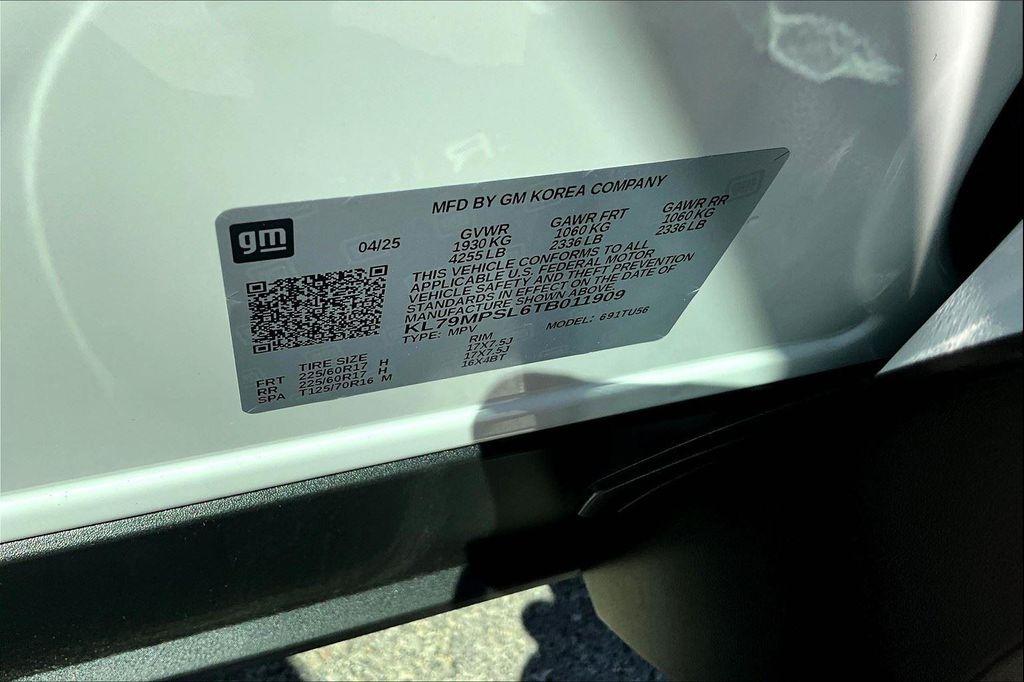 MFD BY GM KOREA COMPANY
gm
04/25
GVWR GAWR FRT GAWR RR
1930 KG 1060 KG 1060 KG
4255 LB 2336 LB 2336 LB
THIS VEHICLE CONFORMS TO ALL
APPLICABLE U.S. FEDERAL MOTOR
VEHICLE SAFETY AND THEFT PREVENTION
STANDARDS IN EFFECT ON THE DATE OF
MANUFACTURE SHOWN ABOVE.
KL79MPSL6TB011909
TYPE: MPV MODEL: 691TU56
TIRE SIZE RIM
FRT 225/60R17 H 17X7.5J
RR 225/60R17 H 17X7.5J
SPA T125/70R16 M 16X4BT